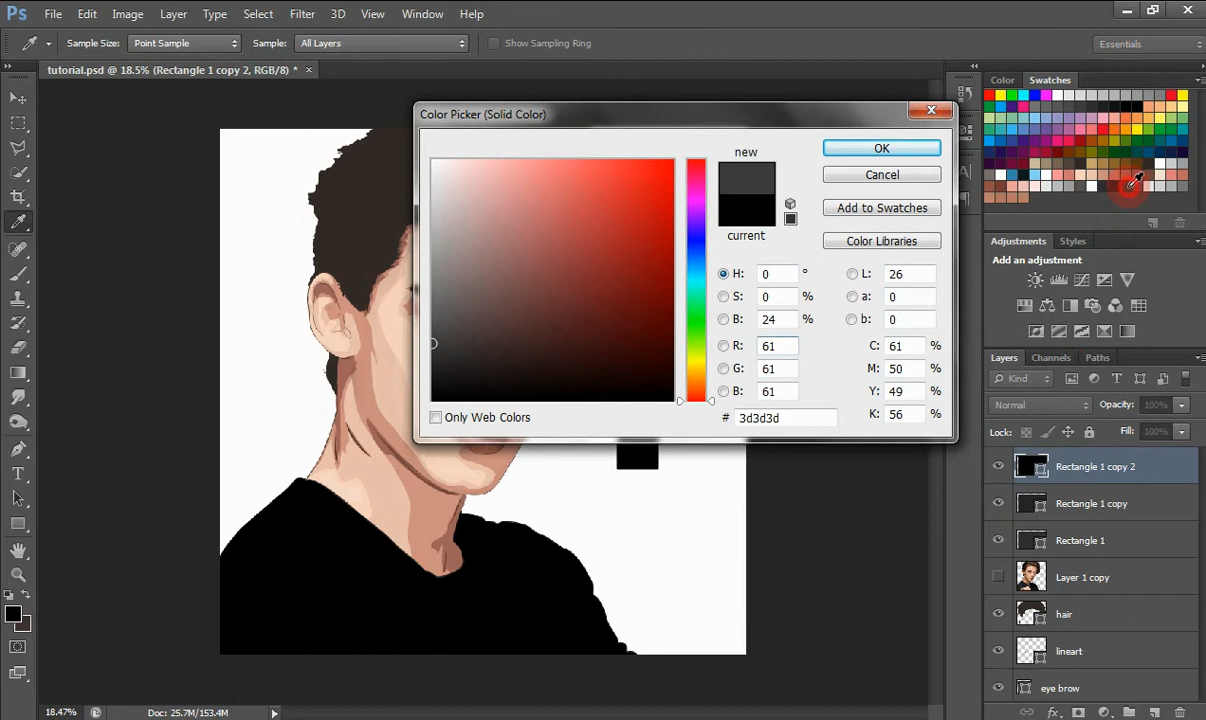 Ps File Edit Image Layer Type Select Filter 3D View Window Help
Sample Size: Point Sample Sample: All Layers Show Sampling Ring Essentials
tutorial.psd @ 18.5% (Rectangle 1 copy 2, RGB/8) * ×
Color Swatches
Color Picker (Solid Color)
new
OK
Cancel
Add to Swatches
current
Color Libraries
H: 0 ° L: 26
S: 0 % a: 0
B: 24 % b: 0
R: 61 C: 61 %
G: 61 M: 50 %
B: 61 Y: 49 %
# 3d3d3d K: 56 %
Only Web Colors
Adjustments Styles
Add an adjustment
Layers Channels Paths
Kind
Normal Opacity: 100%
Lock: Fill: 100%
Rectangle 1 copy 2
Rectangle 1 copy
Rectangle 1
Layer 1 copy
hair
lineart
eye brow
18.47% Doc: 25.7M/153.4M